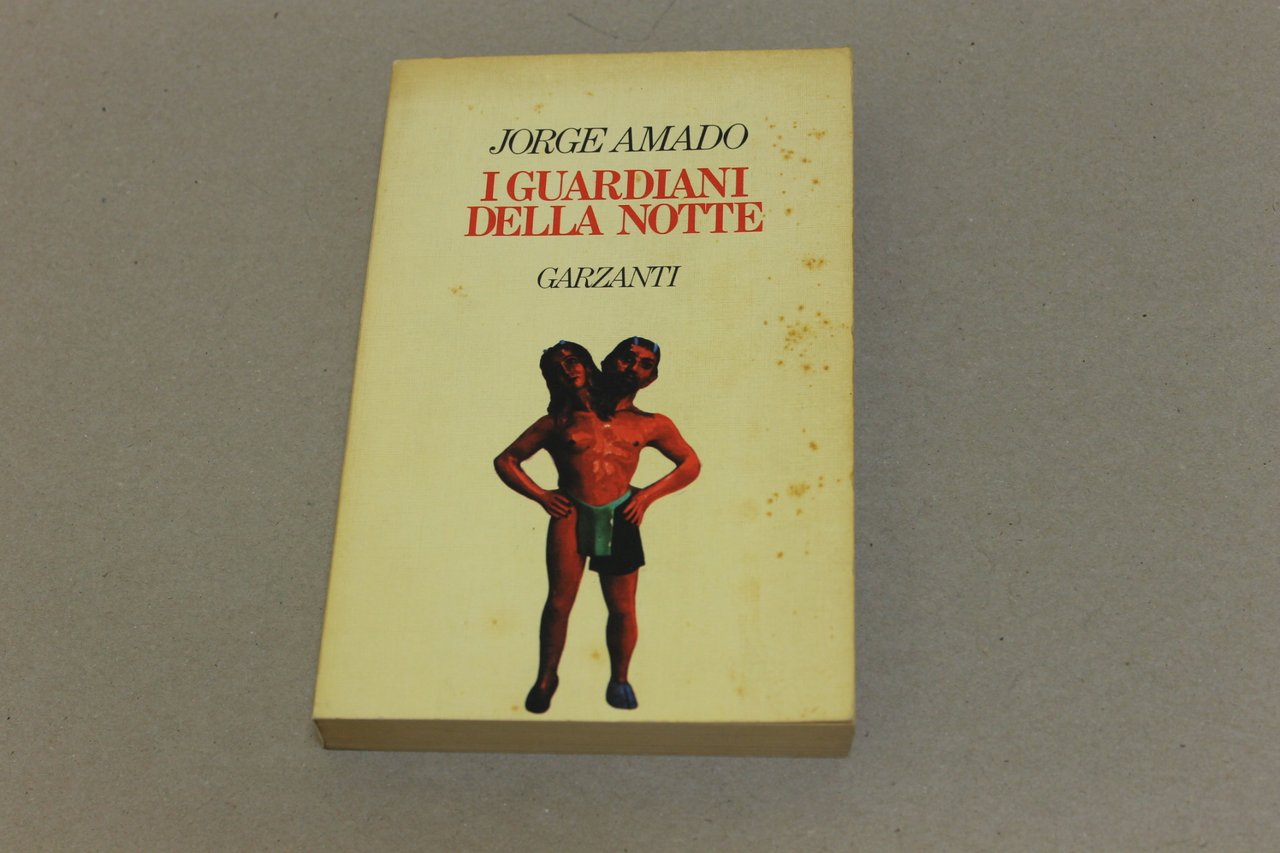 JORGE AMADO
I GUARDIANI
DELLA NOTTE
GARZANTI